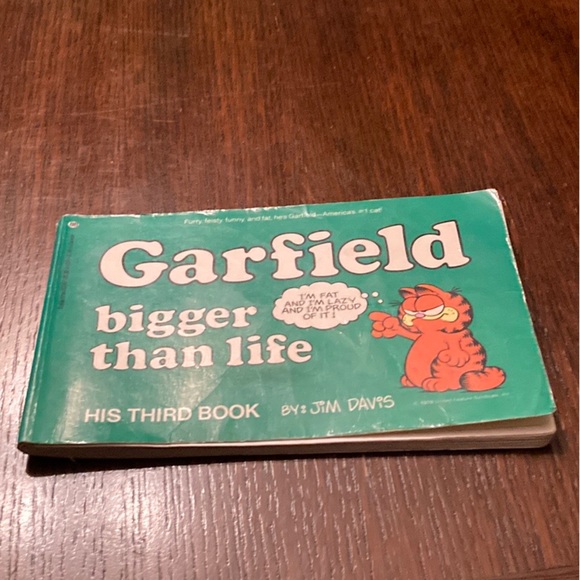 Furry, feisty, funny and fat, he's Garfield—America's #1 cat!
Garfield
bigger
than life
I'M FAT
AND I'M LAZY
AND I'M PROUD
OF IT!
HIS THIRD BOOK
BY: JIM DAVIS